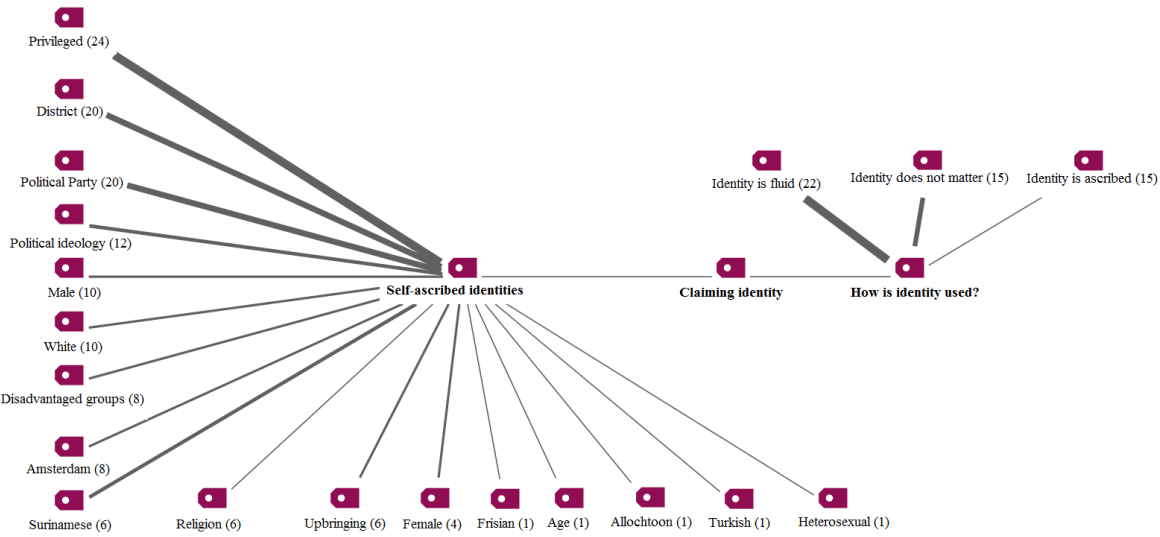 Privileged (24)
District (20)
Political Party (20)
Political ideology (12)
Male (10)
White (10)
Disadvantaged groups (8)
Amsterdam (8)
Surinamese (6)
Religion (6)
Upbringing (6)
Female (4)
Frisian (1)
Age (1)
Allochtoon (1)
Turkish (1)
Heterosexual (1)
Self-ascribed identities
Claiming identity
How is identity used?
Identity is fluid (22)
Identity does not matter (15)
Identity is ascribed (15)